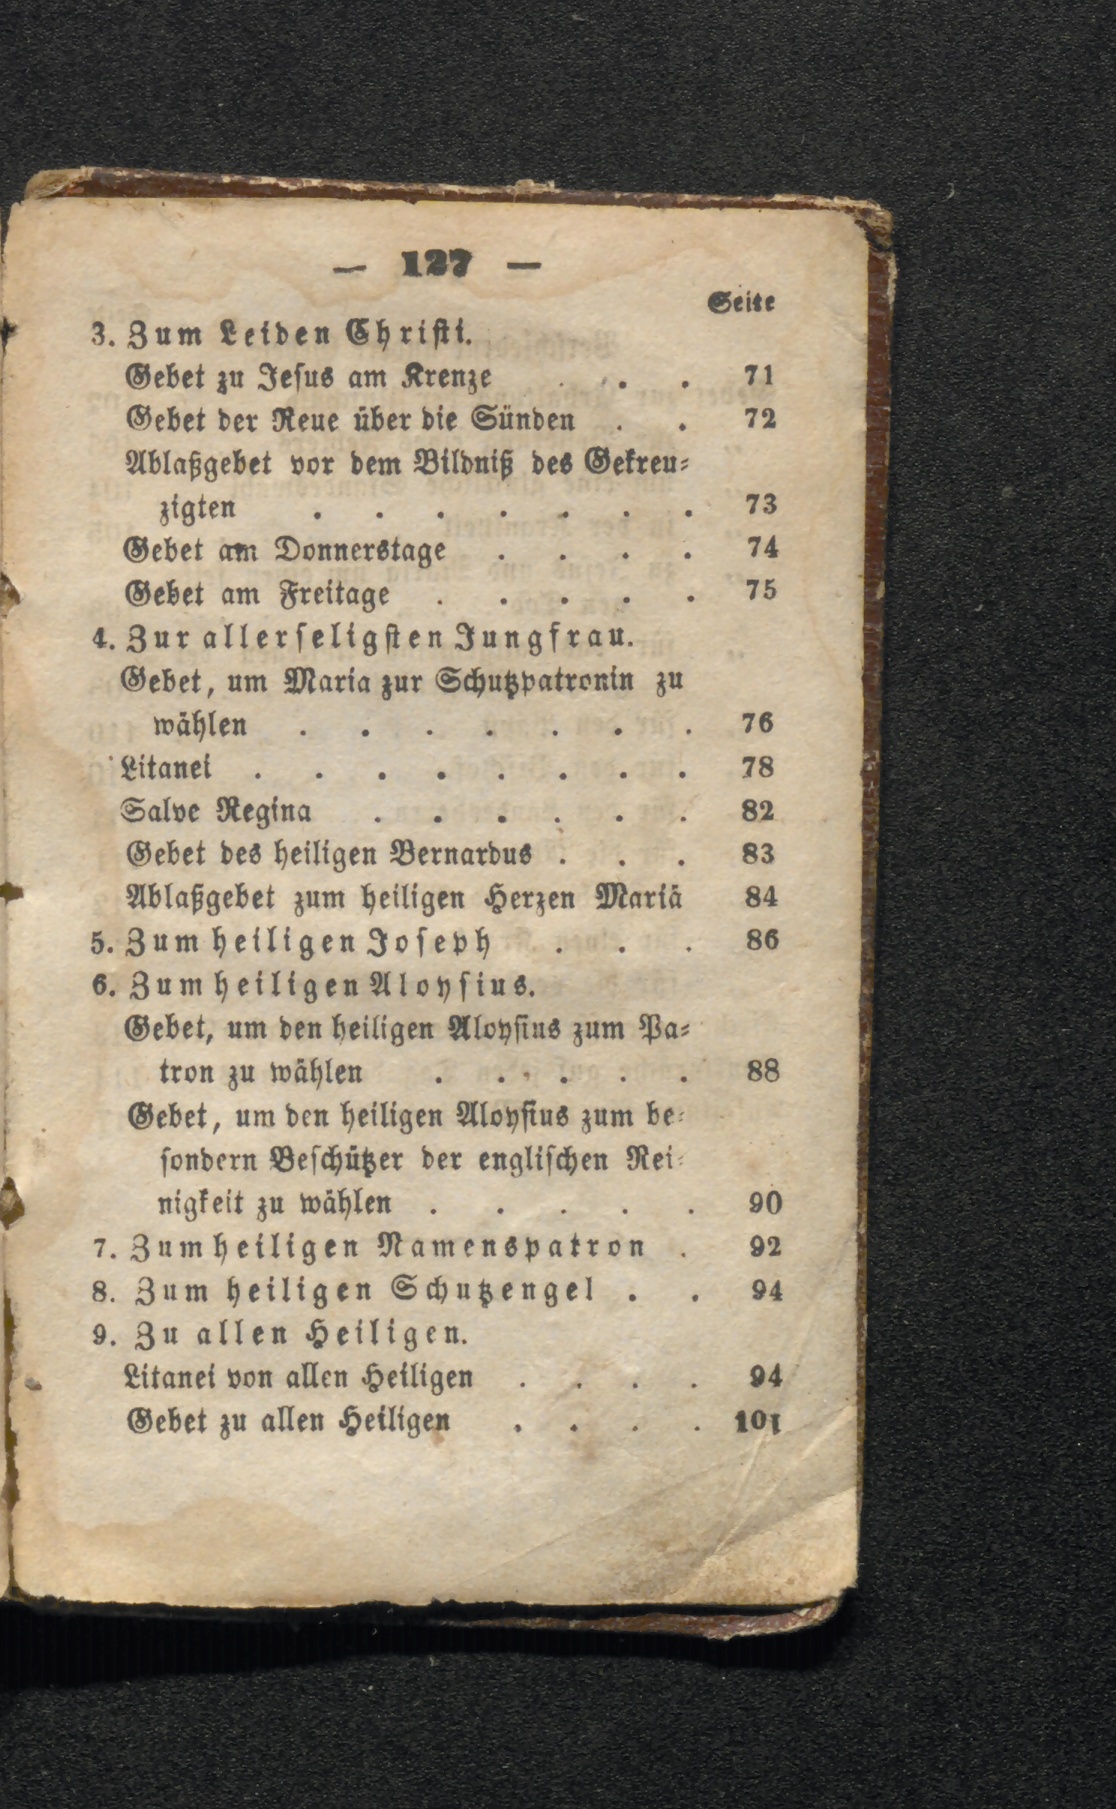 — 127 —
Seite
3. Zum Leiden Christi.
Gebet zu Jesus am Krenze . . . 71
Gebet der Reue über die Sünden . . 72
Ablaßgebet vor dem Bildniß des Gekreu⸗
zigten . . . . . . . 73
Gebet am Donnerstage . . . . 74
Gebet am Freitage . . . . . 75
4. Zur allerseligsten Jungfrau.
Gebet, um Maria zur Schutzpatronin zu
wählen . . . . . . . 76
Litanei . . . . . . . . 78
Salve Regina . . . . . . 82
Gebet des heiligen Bernardus . . . 83
Ablaßgebet zum heiligen Herzen Mariä 84
5. Zum heiligen Joseph . . . 86
6. Zum heiligen Aloysius.
Gebet, um den heiligen Aloysius zum Pa⸗
tron zu wählen . . . . . 88
Gebet, um den heiligen Aloysius zum be⸗
sondern Beschützer der englischen Rei⸗
nigkeit zu wählen . . . . . 90
7. Zum heiligen Namenspatron . 92
8. Zum heiligen Schutzengel . . 94
9. Zu allen Heiligen.
Litanei von allen Heiligen . . . . 94
Gebet zu allen Heiligen . . . . 101